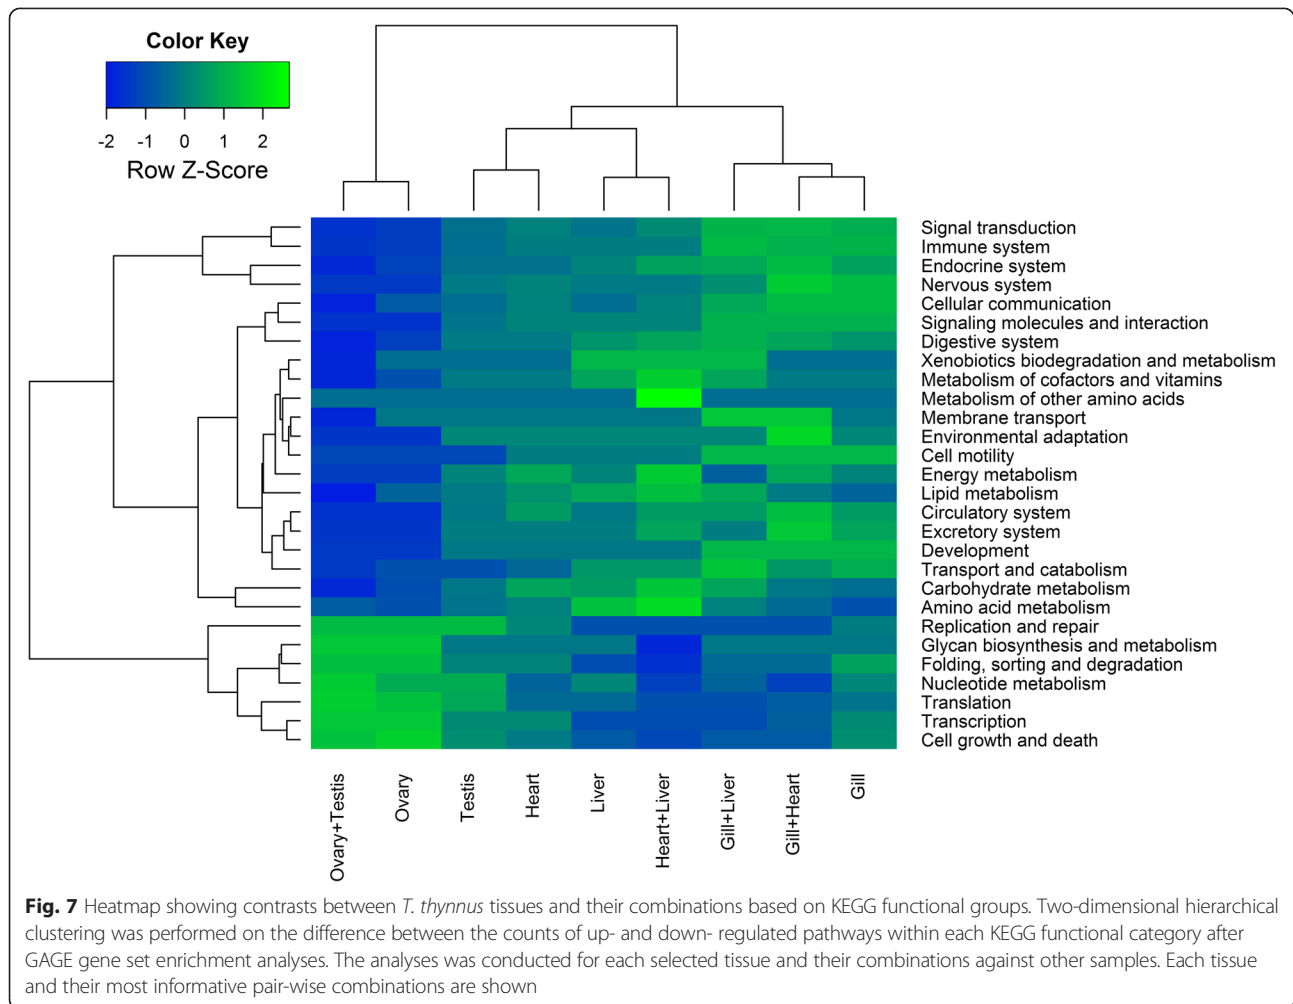 Color Key
-2 -1 0 1 2
Row Z-Score
Signal transduction
Immune system
Endocrine system
Nervous system
Cellular communication
Signaling molecules and interaction
Digestive system
Xenobiotics biodegradation and metabolism
Metabolism of cofactors and vitamins
Metabolism of other amino acids
Membrane transport
Environmental adaptation
Cell motility
Energy metabolism
Lipid metabolism
Circulatory system
Excretory system
Development
Transport and catabolism
Carbohydrate metabolism
Amino acid metabolism
Replication and repair
Glycan biosynthesis and metabolism
Folding, sorting and degradation
Nucleotide metabolism
Translation
Transcription
Cell growth and death
Ovary+Testis
Ovary
Testis
Heart
Liver
Heart+Liver
Gill+Liver
Gill+Heart
Gill
Fig. 7 Heatmap showing contrasts between T. thynnus tissues and their combinations based on KEGG functional groups. Two-dimensional hierarchical
clustering was performed on the difference between the counts of up- and down- regulated pathways within each KEGG functional category after
GAGE gene set enrichment analyses. The analyses was conducted for each selected tissue and their combinations against other samples. Each tissue
and their most informative pair-wise combinations are shown